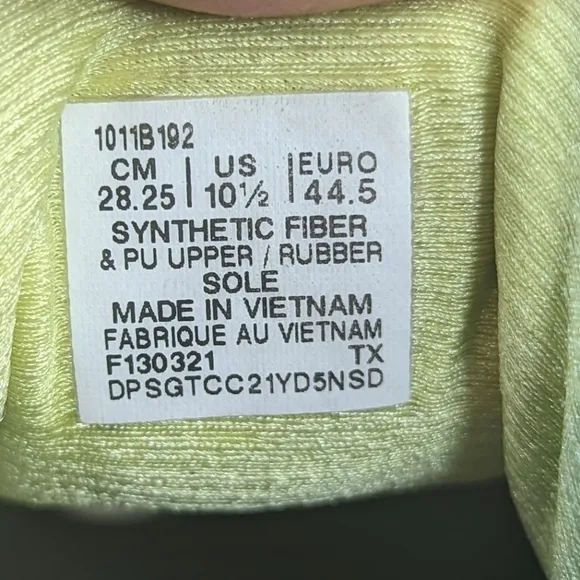 1011B192
CM | US | EURO
28.25 | 10½ | 44.5
SYNTHETIC FIBER
& PU UPPER / RUBBER
SOLE
MADE IN VIETNAM
FABRIQUE AU VIETNAM
F130321 TX
DPSGTCC21YD5NSD